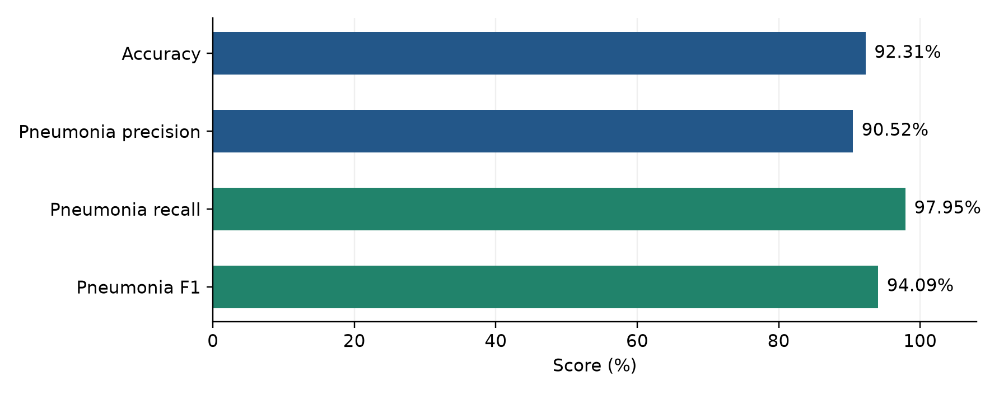 Accuracy 92.31%
Pneumonia precision 90.52%
Pneumonia recall 97.95%
Pneumonia F1 94.09%
0 20 40 60 80 100
Score (%)